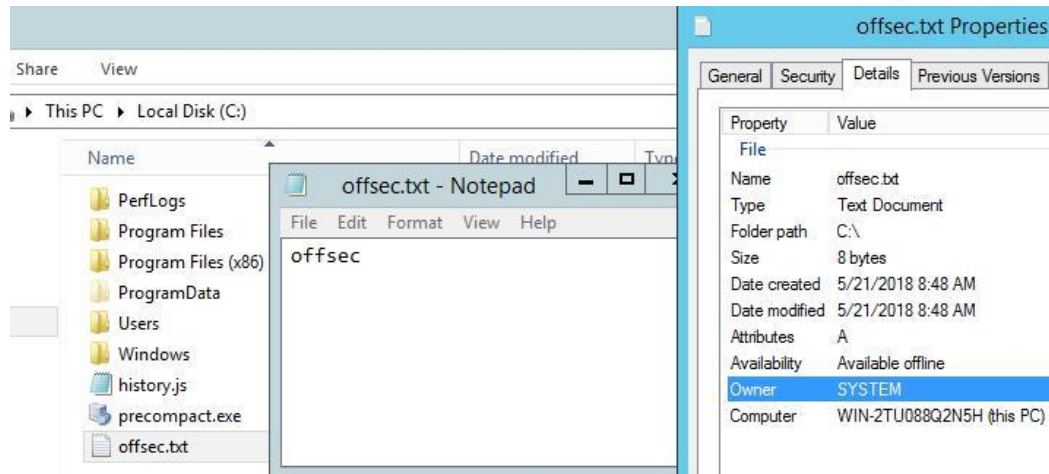 Share View
This PC Local Disk (C:)
Name Date modified
PerfLogs
Program Files
Program Files (x86)
ProgramData
Users
Windows
history.js
precompact.exe
offsec.txt
offsec.txt - Notepad
File Edit Format View Help
offsec
offsec.txt Properties
General Security Details Previous Versions
Property Value
File
Name offsec.txt
Type Text Document
Folder path C:\
Size 8 bytes
Date created 5/21/2018 8:48 AM
Date modified 5/21/2018 8:48 AM
Attributes A
Availability Available offline
Owner SYSTEM
Computer WIN-2TU088Q2N5H (this PC)